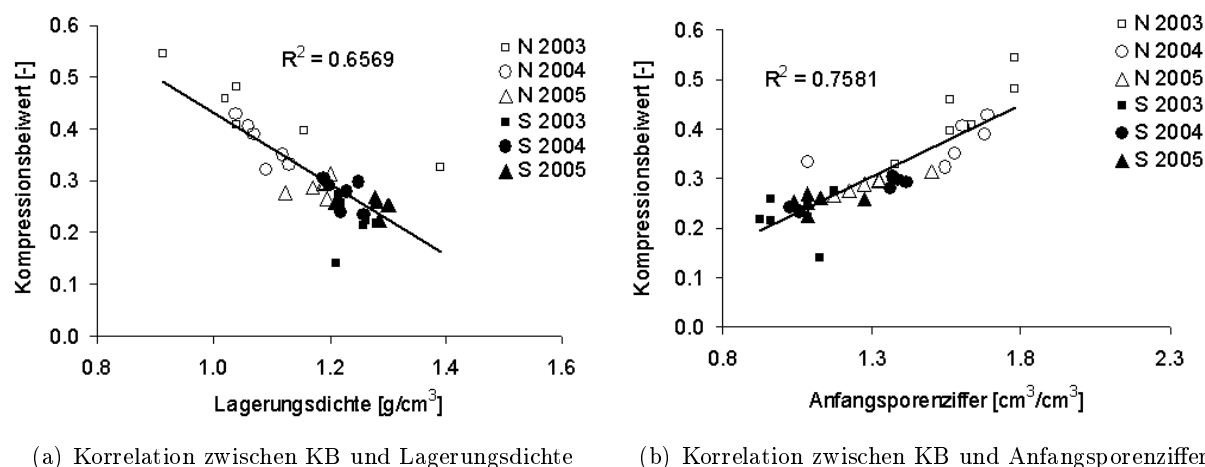 0.6
0.5
0.4
0.3
0.2
0.1
0.0
Kompressionsbeiwert [-]
R² = 0.6569
N 2003
N 2004
N 2005
S 2003
S 2004
S 2005
0.8 1.0 1.2 1.4 1.6
Lagerungsdichte [g/cm³]
(a) Korrelation zwischen KB und Lagerungsdichte
0.6
0.5
0.4
0.3
0.2
0.1
0.0
Kompressionsbeiwert [-]
R² = 0.7581
N 2003
N 2004
N 2005
S 2003
S 2004
S 2005
0.8 1.3 1.8 2.3
Anfangsporenziffer [cm³/cm³]
(b) Korrelation zwischen KB und Anfangsporenziffer